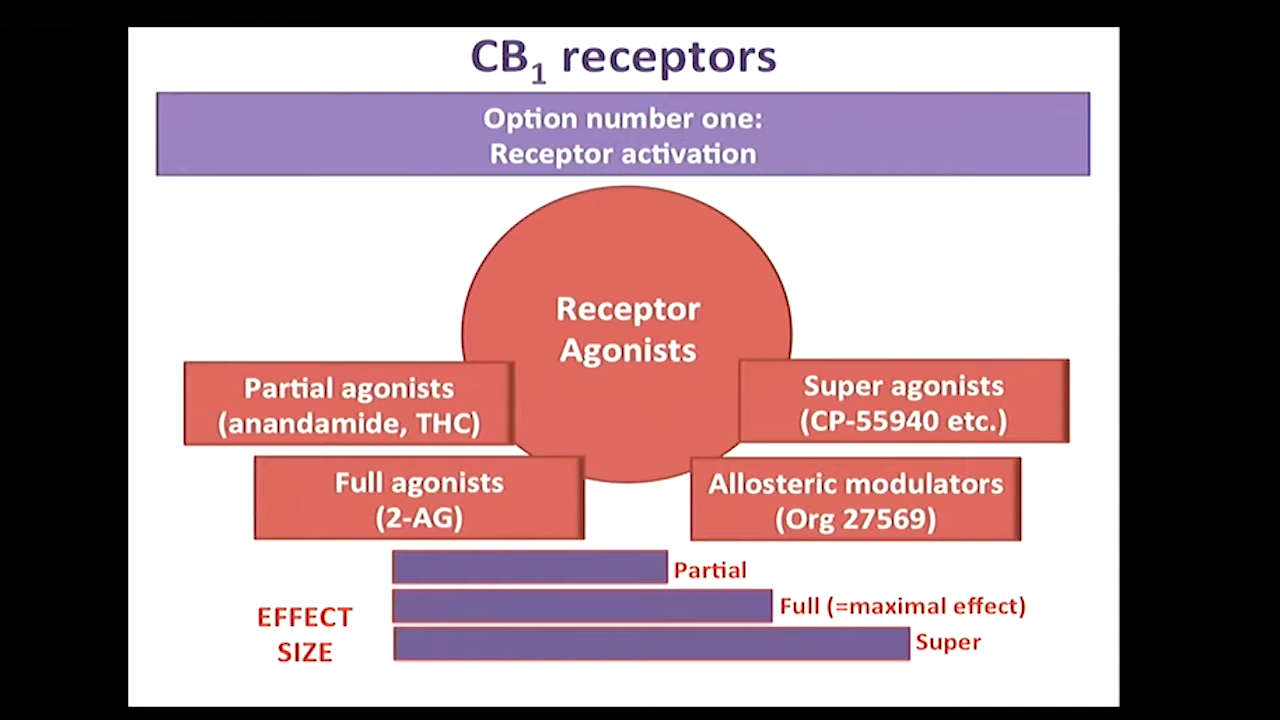 CB₁ receptors
Option number one:
Receptor activation
Receptor
Agonists
Partial agonists
(anandamide, THC)
Super agonists
(CP-55940 etc.)
Full agonists
(2-AG)
Allosteric modulators
(Org 27569)
EFFECT
SIZE
Partial
Full (=maximal effect)
Super